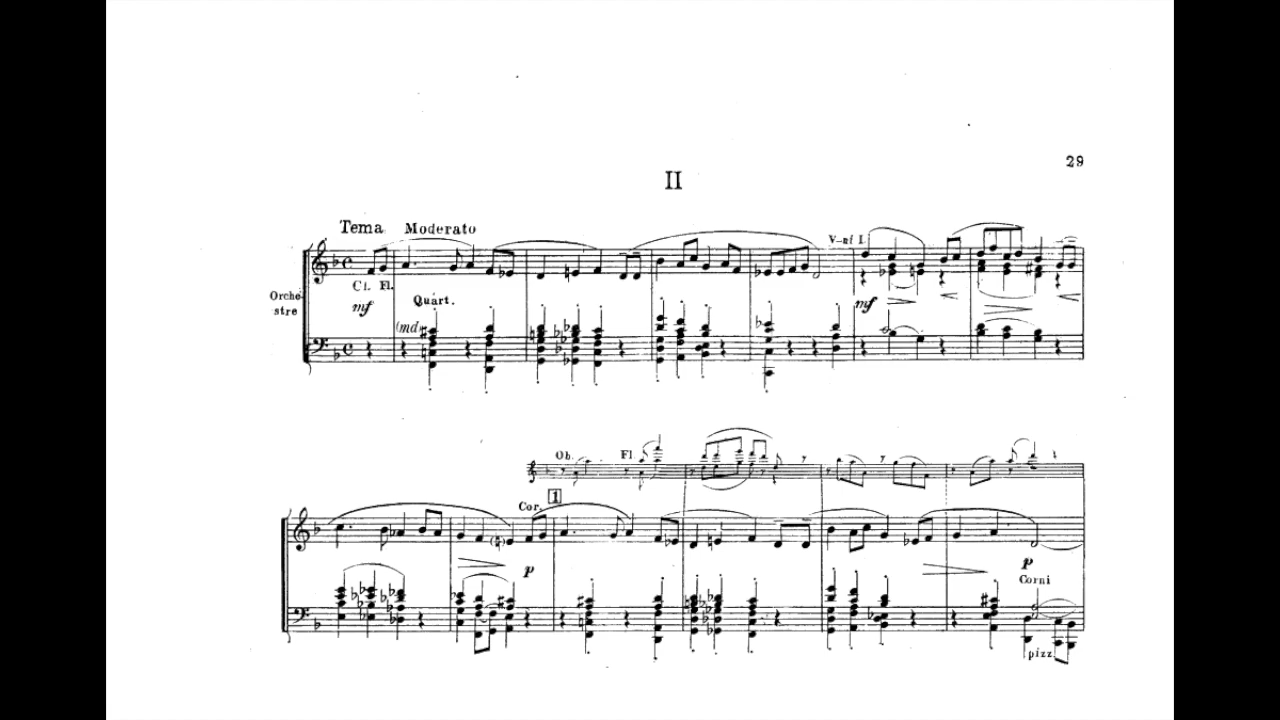 29
II
Tema Moderato
V-ni I.
Cl. Fl.
Orche
stre
mf
Quart.
mf
(md.
Ob.
Fl
Cor.
1
p
p
Corni
pizz.